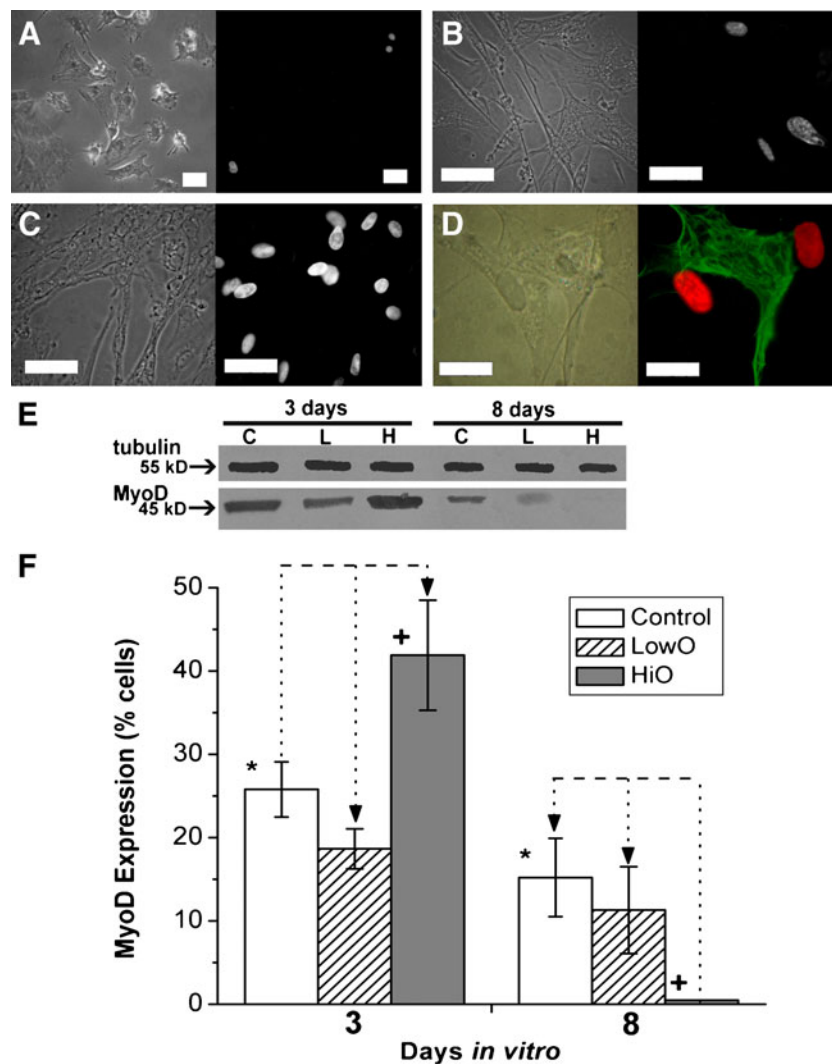 A
B
C
D
E
3 days
8 days
C L H C L H
tubulin
55 kD
MyoD
45 kD
F
MyoD Expression (% cells)
50
40
30
20
10
0
+
*
*
+
Control
LowO
HiO
3
8
Days in vitro